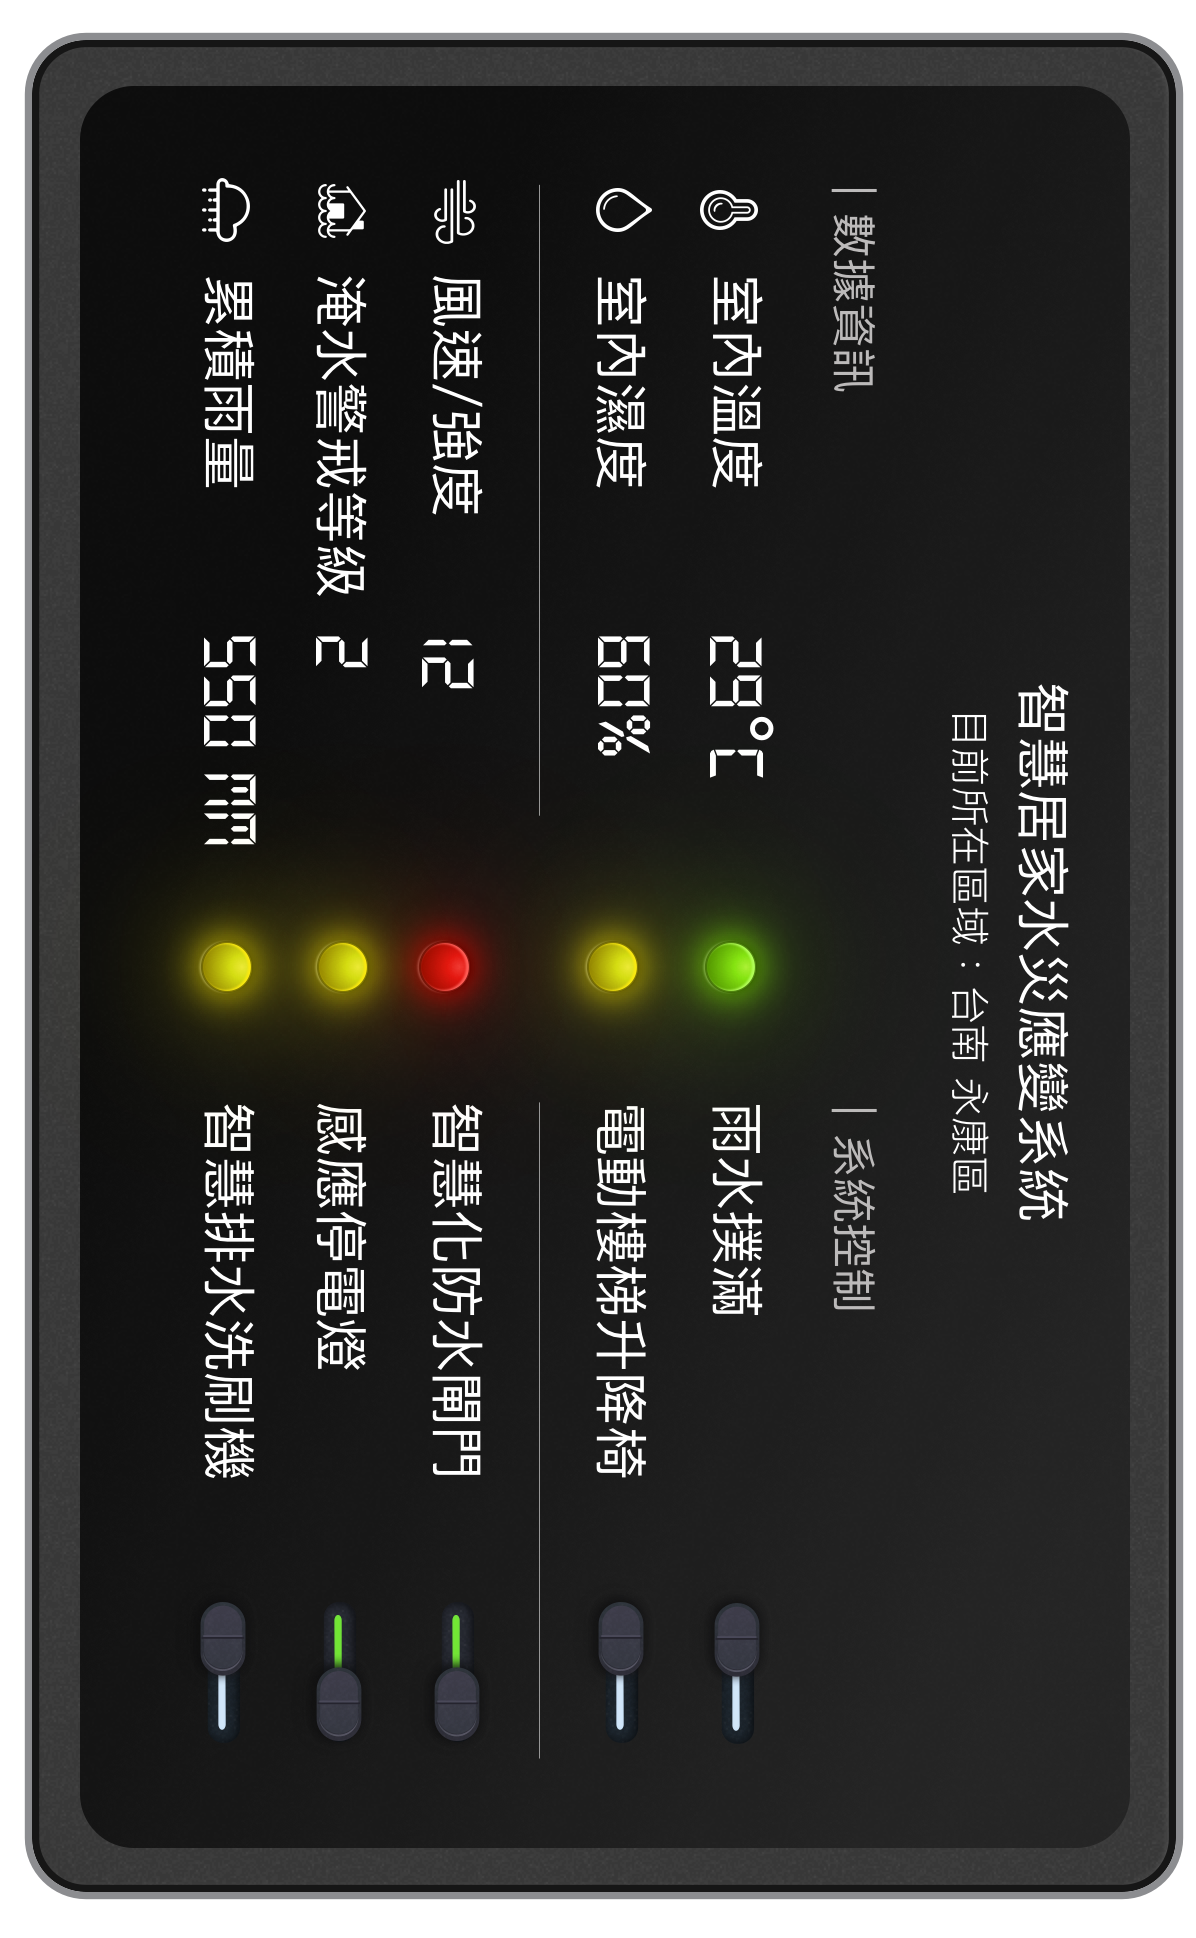 智慧居家水災應變系統
目前所在區域：台南 永康區
數據資訊
室內溫度 29°C
室內濕度 60%
風速/強度 12
淹水警戒等級 2
累積雨量 550 mm
系統控制
雨水撲滿
電動樓梯升降椅
智慧化防水閘門
感應停電燈
智慧排水洗刷機